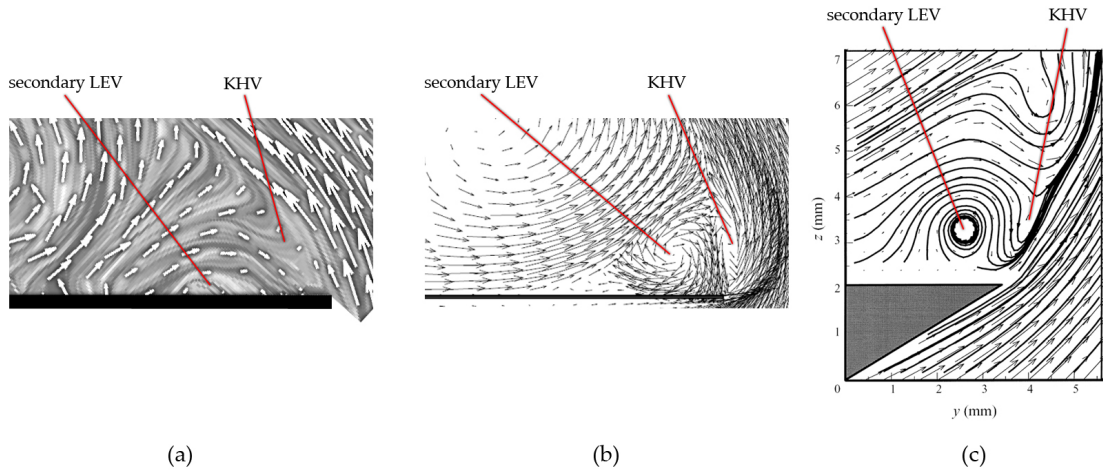 secondary LEV
KHV
secondary LEV
KHV
secondary LEV
KHV
7
6
5
4
3
2
1
0
z (mm)
0
1
2
3
4
5
y (mm)
(a)
(b)
(c)